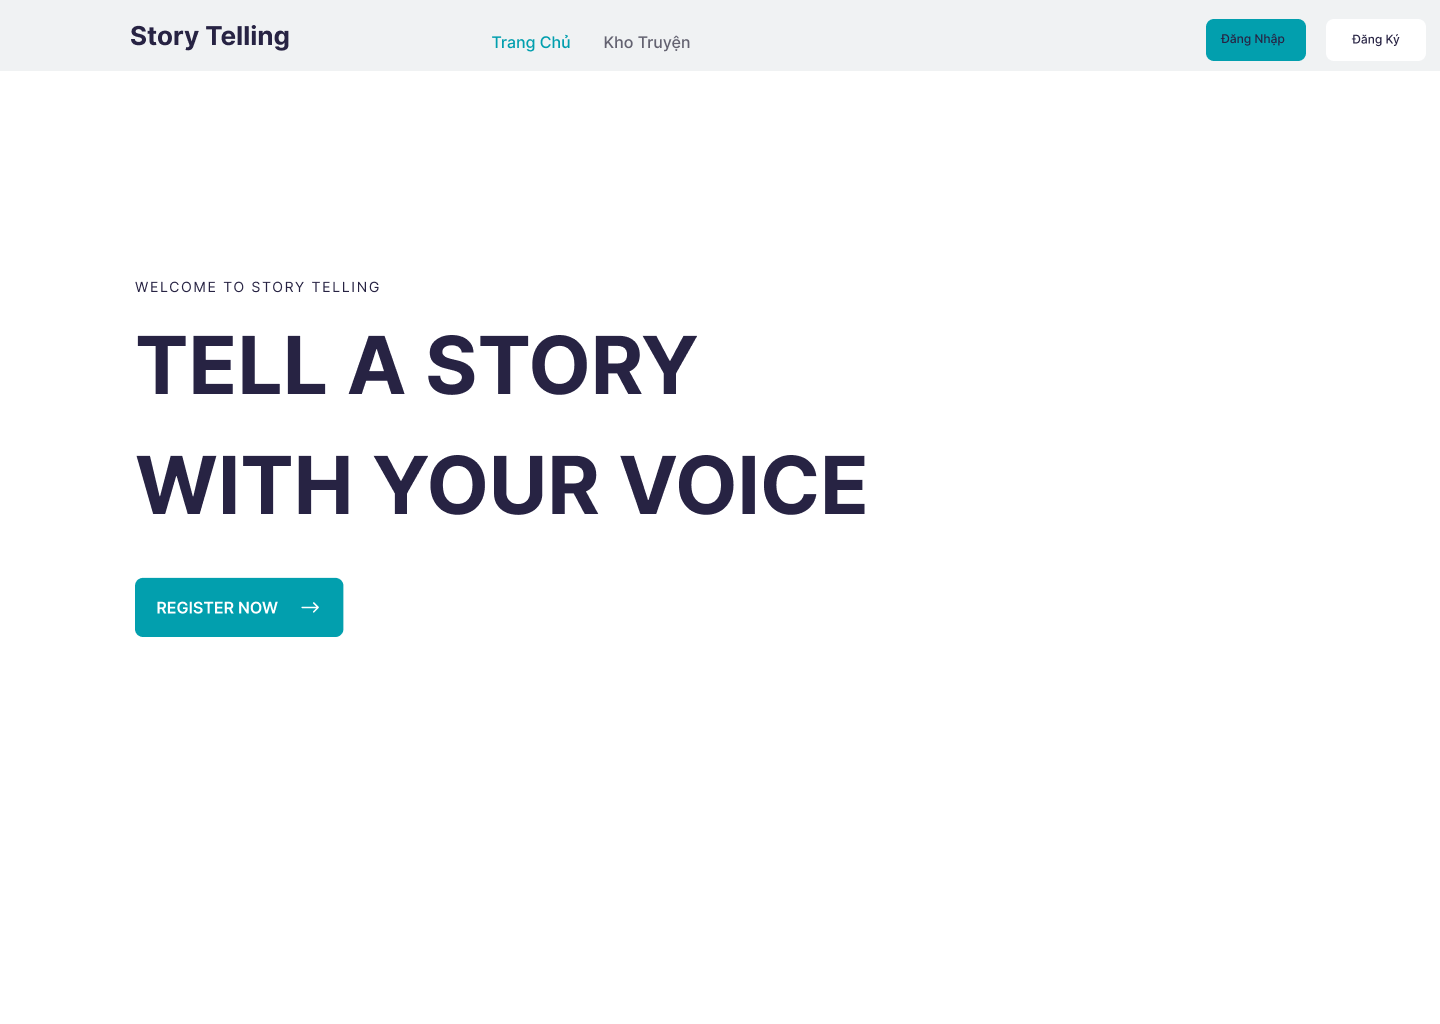 Story Telling
Trang Chủ Kho Truyện
Đăng Nhập Đăng Ký
WELCOME TO STORY TELLING
TELL A STORY
WITH YOUR VOICE
REGISTER NOW